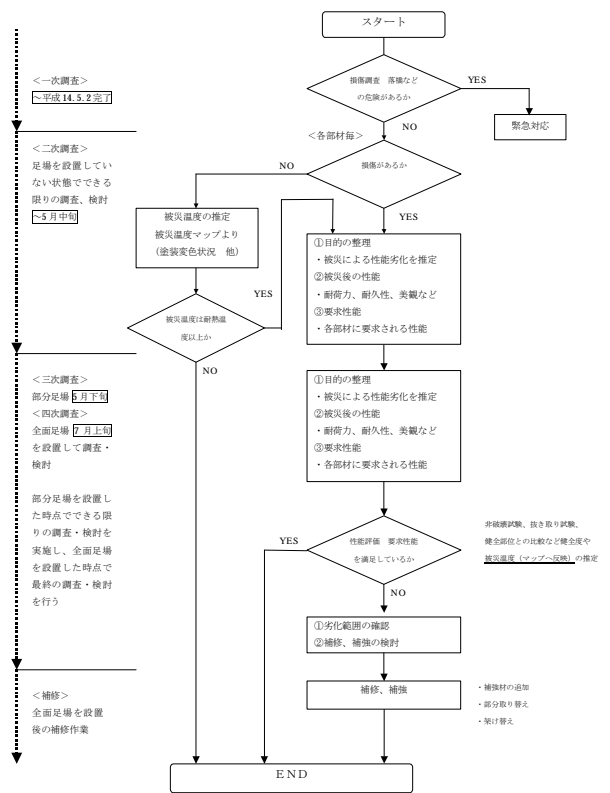 スタート
＜一次調査＞
～平成14.5.2完了
損傷調査　落橋など
の危険があるか
YES
NO
緊急対応
＜各部材毎＞
＜二次調査＞
足場を設置してい
ない状態でできる
限りの調査、検討
～5月中旬
損傷があるか
NO
YES
被災温度の推定
被災温度マップより
（塗装変色状況　他）
①目的の整理
・被災による性能劣化を推定
②被災後の性能
・耐荷力、耐久性、美観など
③要求性能
・各部材に要求される性能
YES
被災温度は耐熱温
度以上か
NO
＜三次調査＞
部分足場 5月下旬
＜四次調査＞
全面足場 7月上旬
を設置して調査・
検討
部分足場を設置し
た時点でできる限
りの調査・検討を
実施し、全面足場
を設置した時点で
最終の調査・検討
を行う
①目的の整理
・被災による性能劣化を推定
②被災後の性能
・耐荷力、耐久性、美観など
③要求性能
・各部材に要求される性能
YES
性能評価　要求性能
を満足しているか
NO
非破壊試験、抜き取り試験、
健全部位との比較など健全度や
被災温度（マップへ反映）の推定
①劣化範囲の確認
②補修、補強の検討
＜補修＞
全面足場を設置
後の補修作業
補修、補強
・補強材の追加
・部分取り替え
・架け替え
END